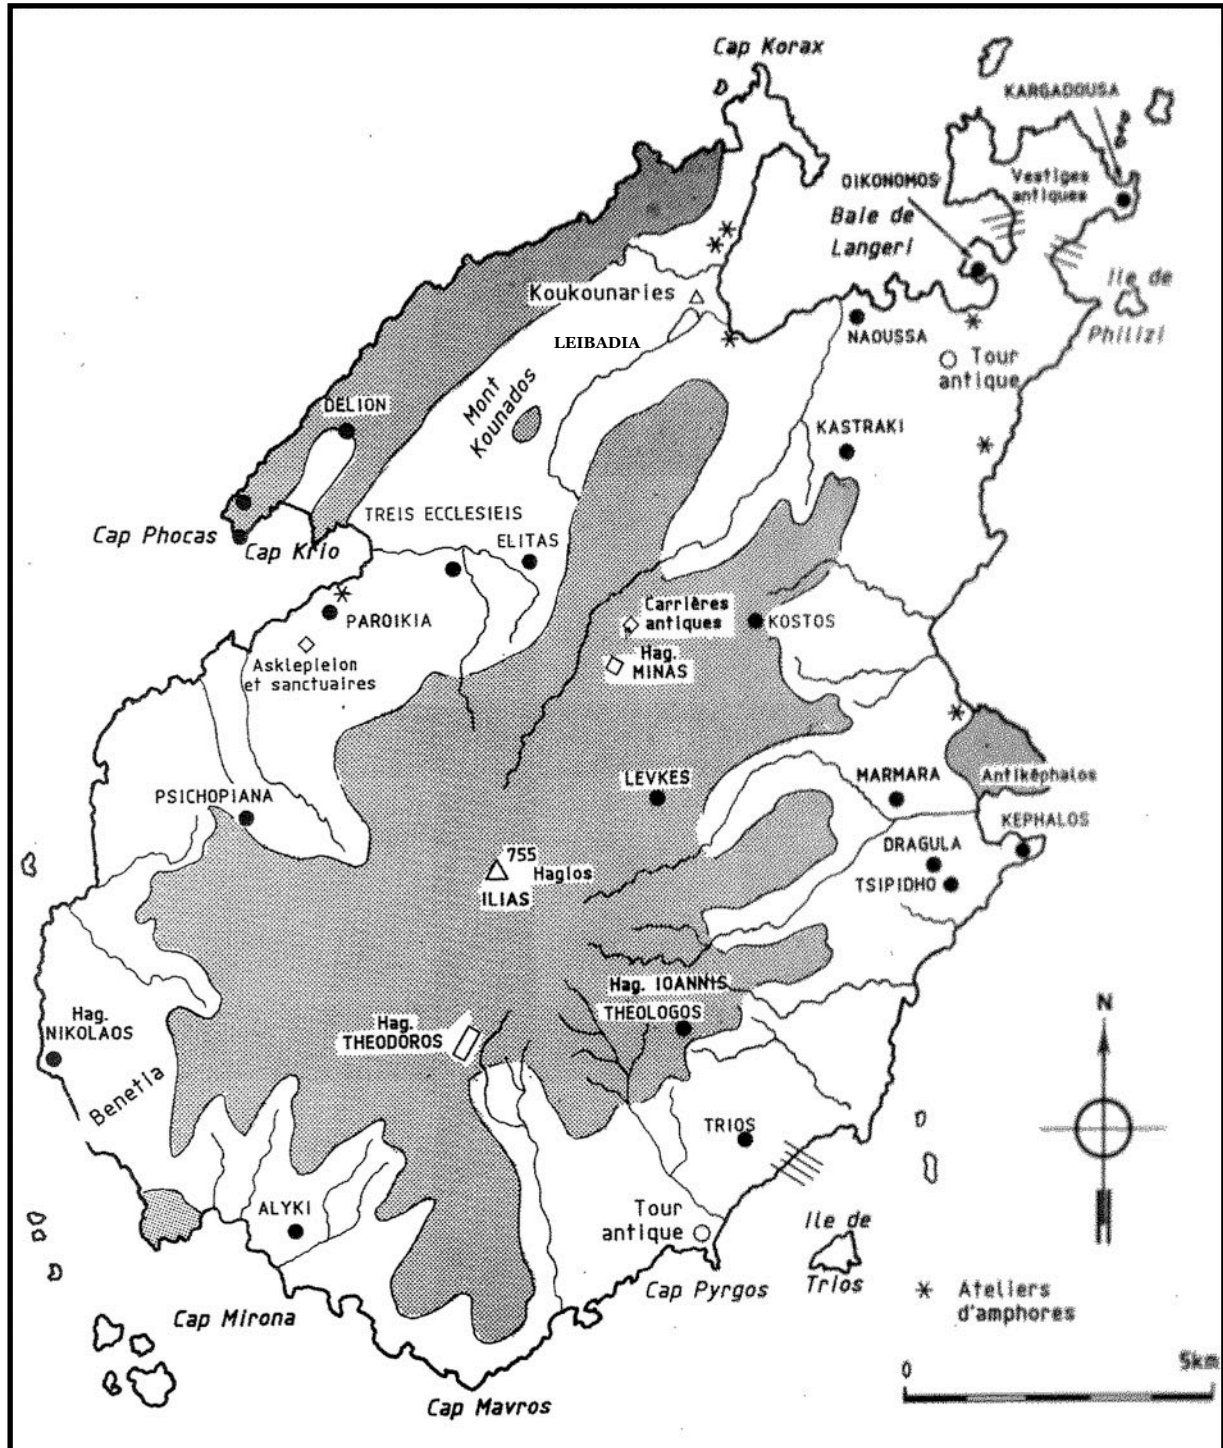 Cap Korax
KARGADOUSA
OIKONOMOS
Vestiges
antiques
Baie de
Langeri
Ile de
Philizi
Koukounaries
LEIBADIA
NAOUSSA
Tour
antique
Mont
Kounados
DELION
KASTRAKI
TREIS ECCLESIEIS
Cap Phocas
Cap Krio
ELITAS
Carrières
antiques
PAROIKIA
KOSTOS
Hag.
MINAS
Asklepieion
et sanctuaires
LEVKES
MARMARA
Antiképhalos
PSICHOPIANA
KEPHALOS
DRAGULA
TSIPIDHO
755
Hagios
ILIAS
Hag. IOANNIS
THEOLOGOS
Hag.
NIKOLAOS
Hag.
THEODOROS
N
Benetia
TRIOS
ALYKI
Tour
antique
Ile de
Trios
Cap Pyrgos
Cap Mirona
Ateliers
d'amphores
0
5km
Cap Mavros